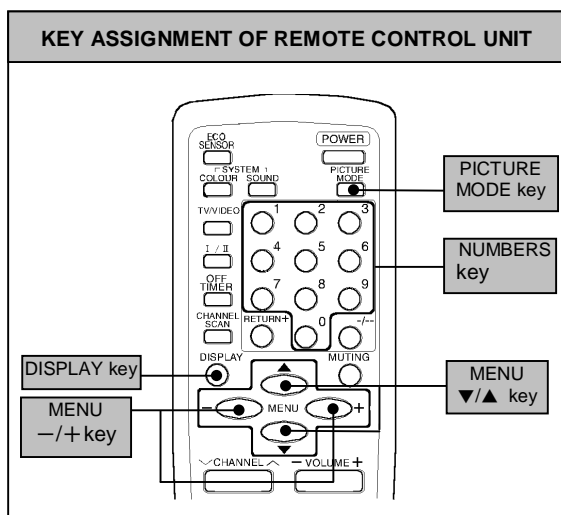 KEY ASSIGNMENT OF REMOTE CONTROL UNIT
ECO
SENSOR
POWER
SYSTEM
COLOUR SOUND
PICTURE
MODE
PICTURE
MODE key
TV/VIDEO
1 2 3
I / II
4 5 6
NUMBERS
key
OFF
TIMER
7 8 9
CHANNEL
SCAN
RETURN+
0
-/--
DISPLAY
MUTING
DISPLAY key
▲
MENU
▼/▲ key
MENU
−/+ key
− MENU +
▼
CHANNEL
− VOLUME +